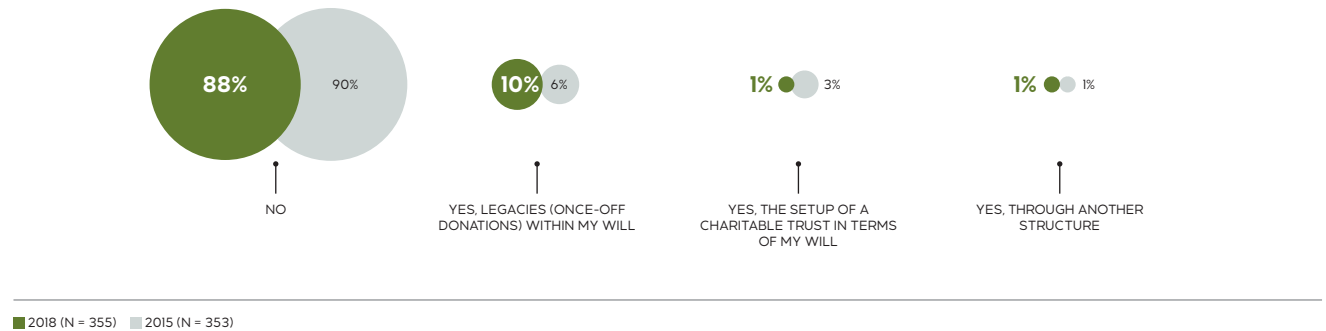 88%
90%
NO
10%
6%
YES, LEGACIES (ONCE-OFF
DONATIONS) WITHIN MY WILL
1%
3%
YES, THE SETUP OF A
CHARITABLE TRUST IN TERMS
OF MY WILL
1%
1%
YES, THROUGH ANOTHER
STRUCTURE
2018 (N = 355)
2015 (N = 353)